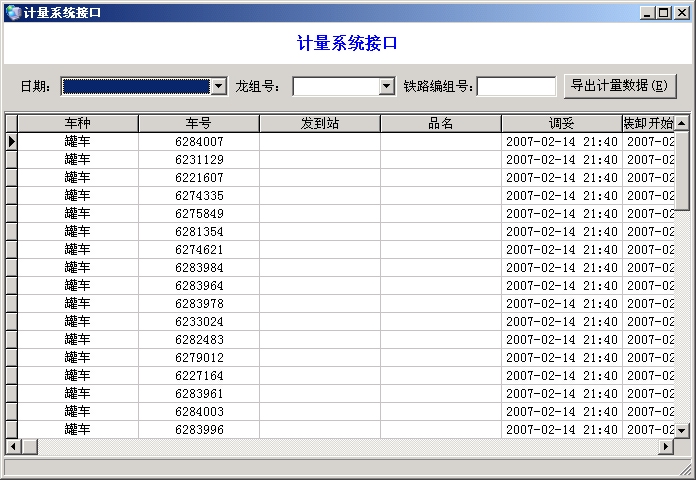 计量系统接口
计量系统接口
日期: 龙组号: 铁路编组号: 导出计量数据(E)
车种 车号 发到站 品名 调妥 装卸开始
罐车 6284007 2007-02-14 21:40 2007-02
罐车 6231129 2007-02-14 21:40 2007-02
罐车 6221607 2007-02-14 21:40 2007-02
罐车 6274335 2007-02-14 21:40 2007-02
罐车 6275849 2007-02-14 21:40 2007-02
罐车 6281354 2007-02-14 21:40 2007-02
罐车 6274621 2007-02-14 21:40 2007-02
罐车 6283984 2007-02-14 21:40 2007-02
罐车 6283964 2007-02-14 21:40 2007-02
罐车 6283978 2007-02-14 21:40 2007-02
罐车 6233024 2007-02-14 21:40 2007-02
罐车 6282483 2007-02-14 21:40 2007-02
罐车 6279012 2007-02-14 21:40 2007-02
罐车 6227164 2007-02-14 21:40 2007-02
罐车 6283961 2007-02-14 21:40 2007-02
罐车 6284003 2007-02-14 21:40 2007-02
罐车 6283996 2007-02-14 21:40 2007-02